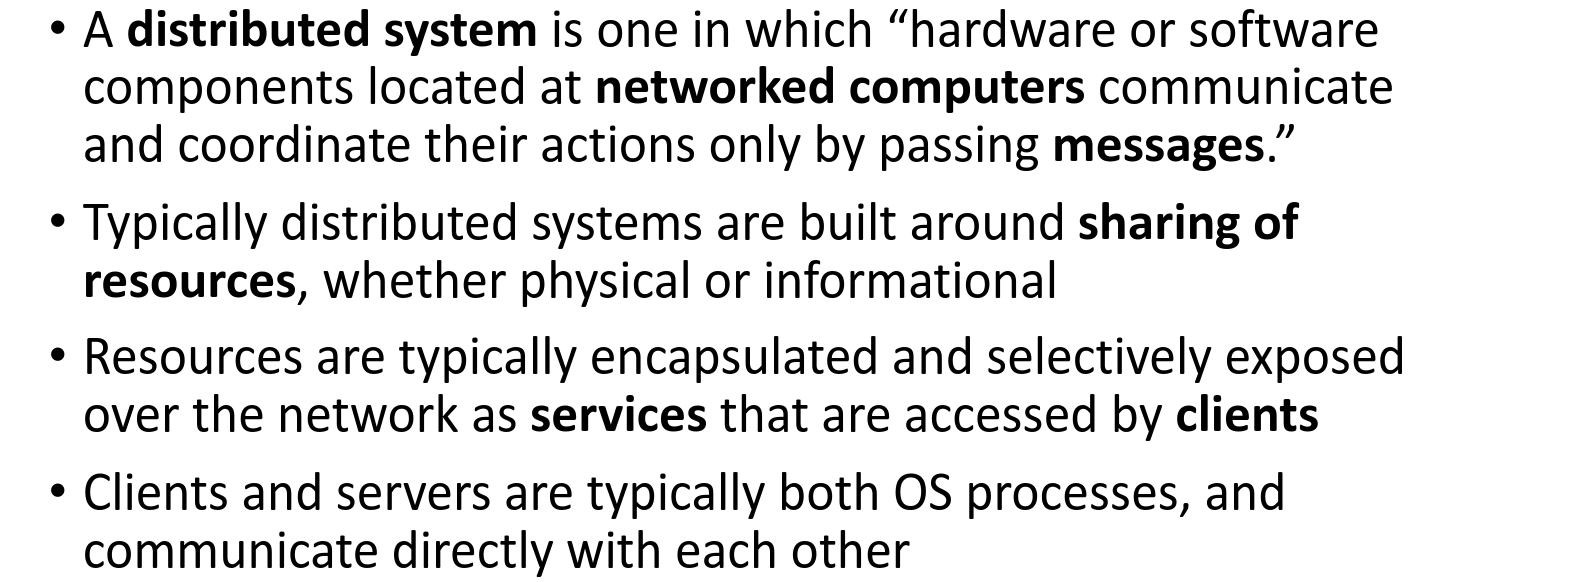 • A distributed system is one in which “hardware or software
components located at networked computers communicate
and coordinate their actions only by passing messages.”
• Typically distributed systems are built around sharing of
resources, whether physical or informational
• Resources are typically encapsulated and selectively exposed
over the network as services that are accessed by clients
• Clients and servers are typically both OS processes, and
communicate directly with each other